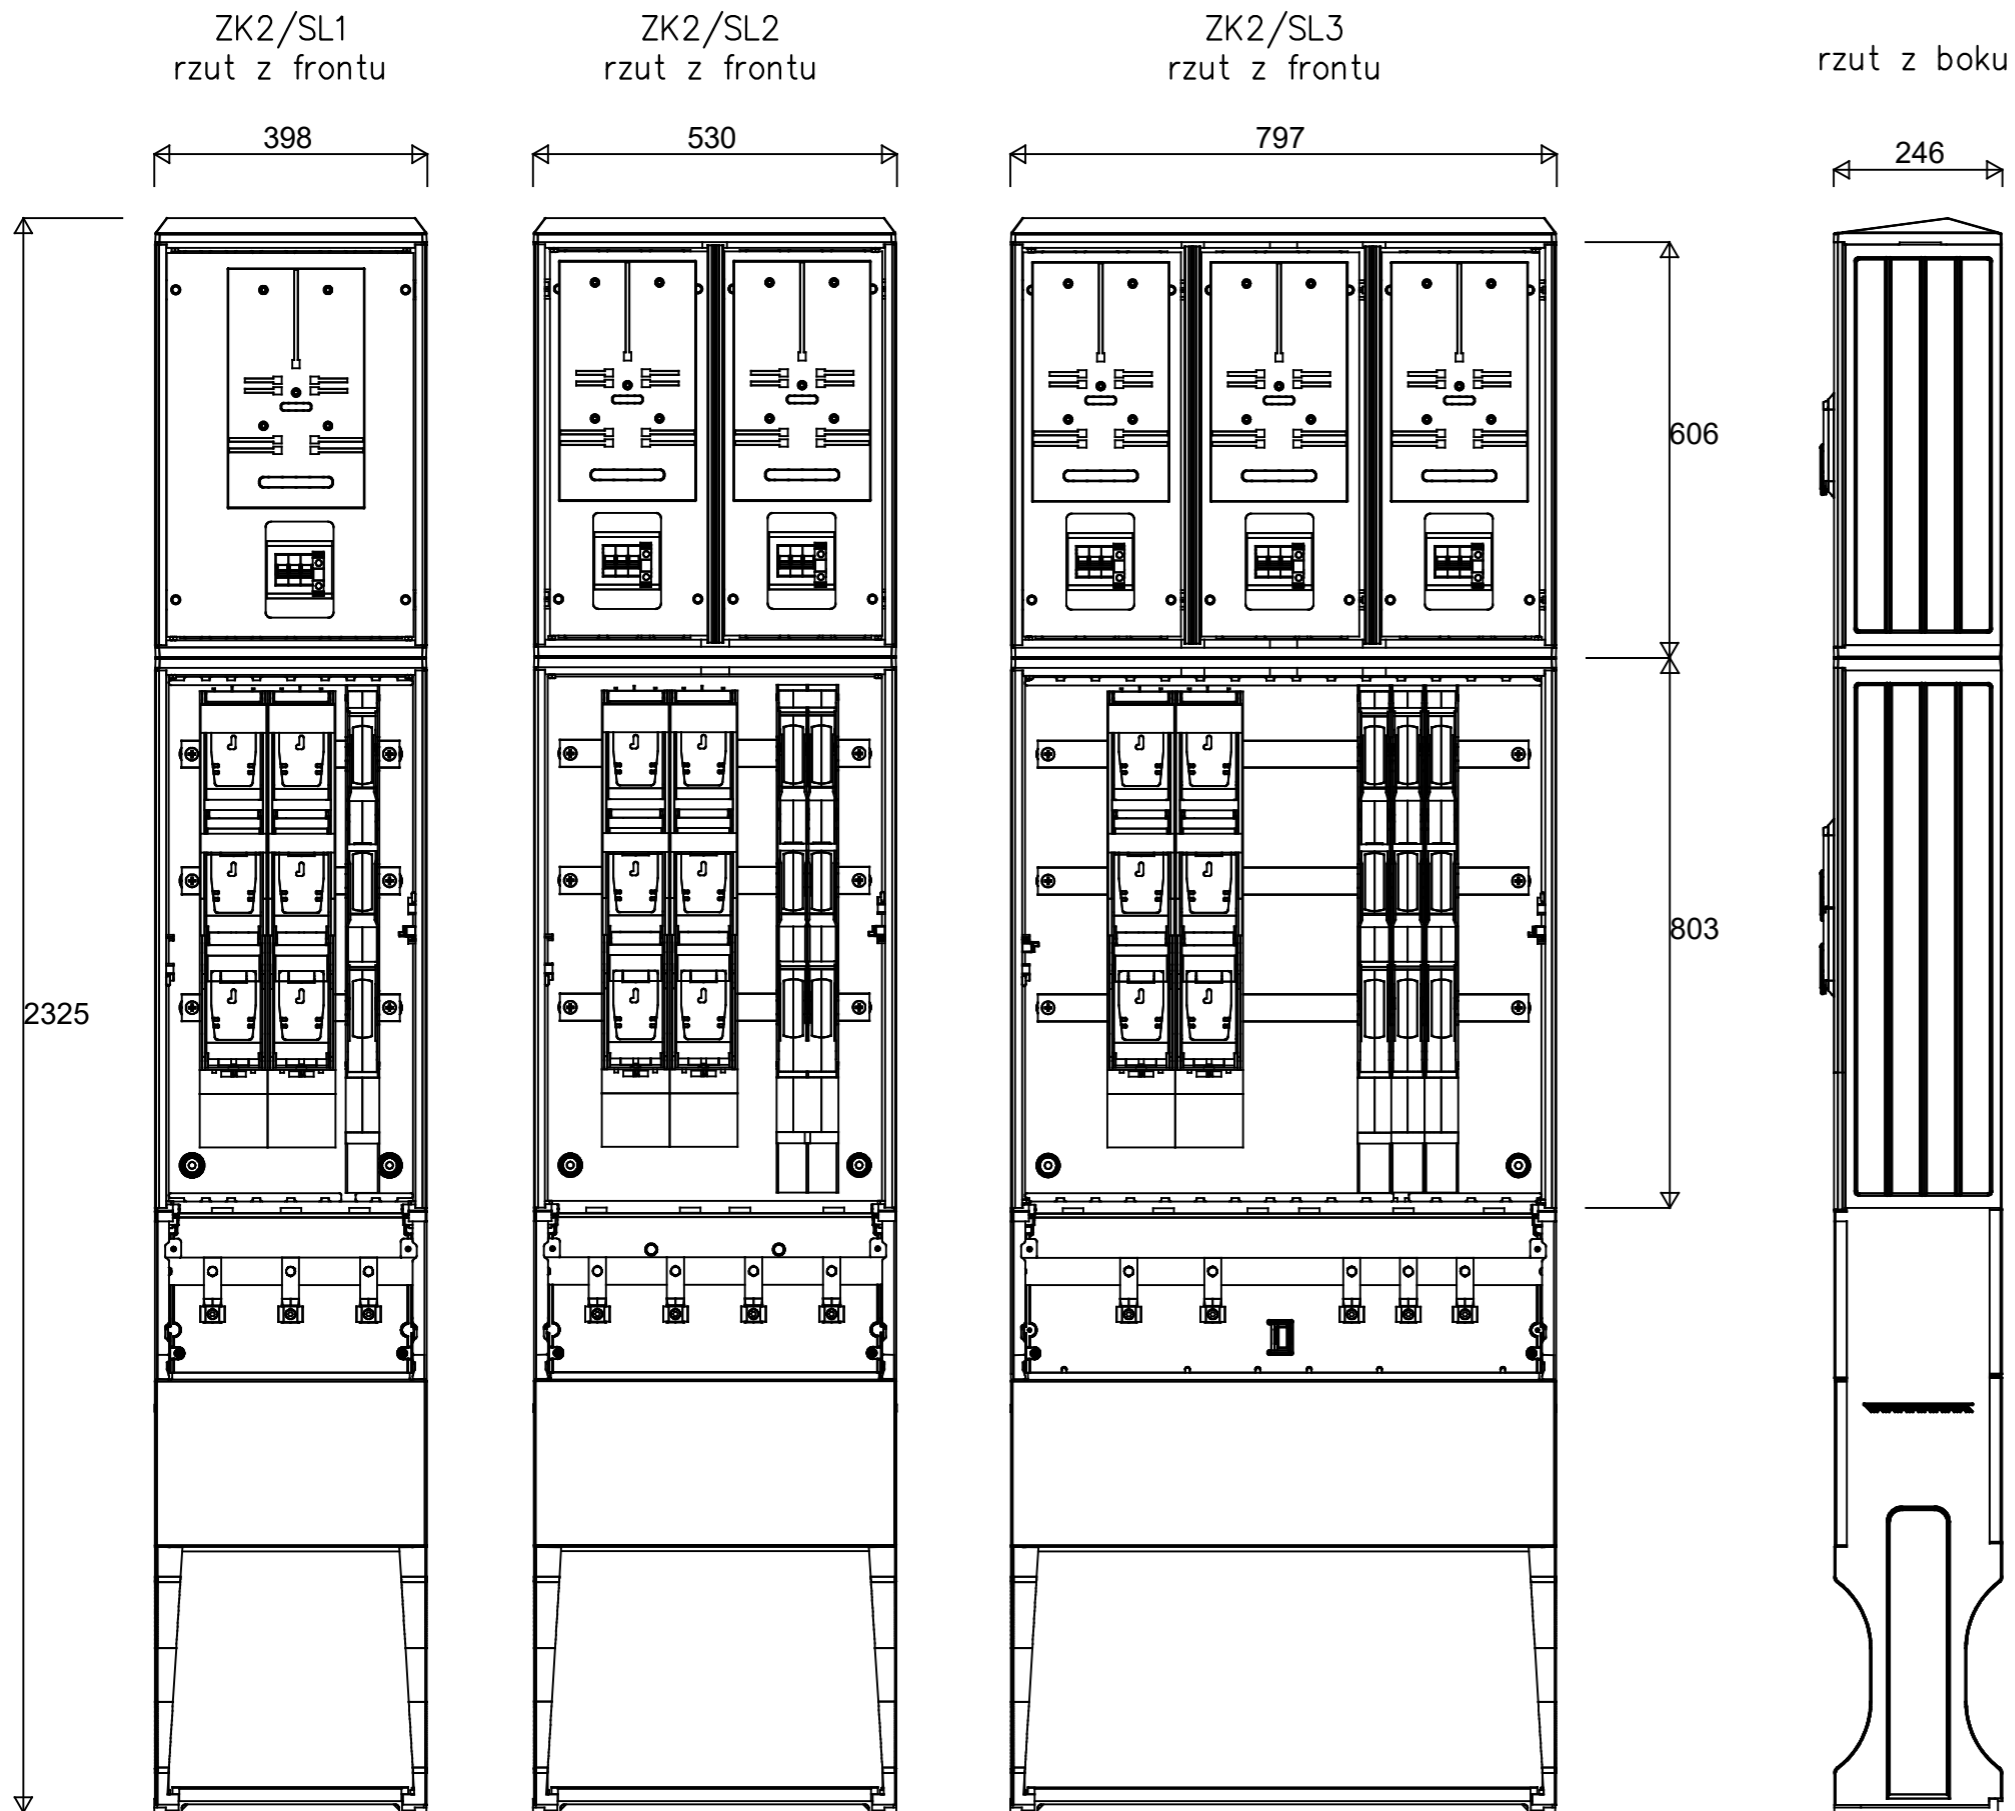 ZK2/SL1
rzut z frontu
ZK2/SL2
rzut z frontu
ZK2/SL3
rzut z frontu
rzut z boku
398
530
797
246
606
803
2325